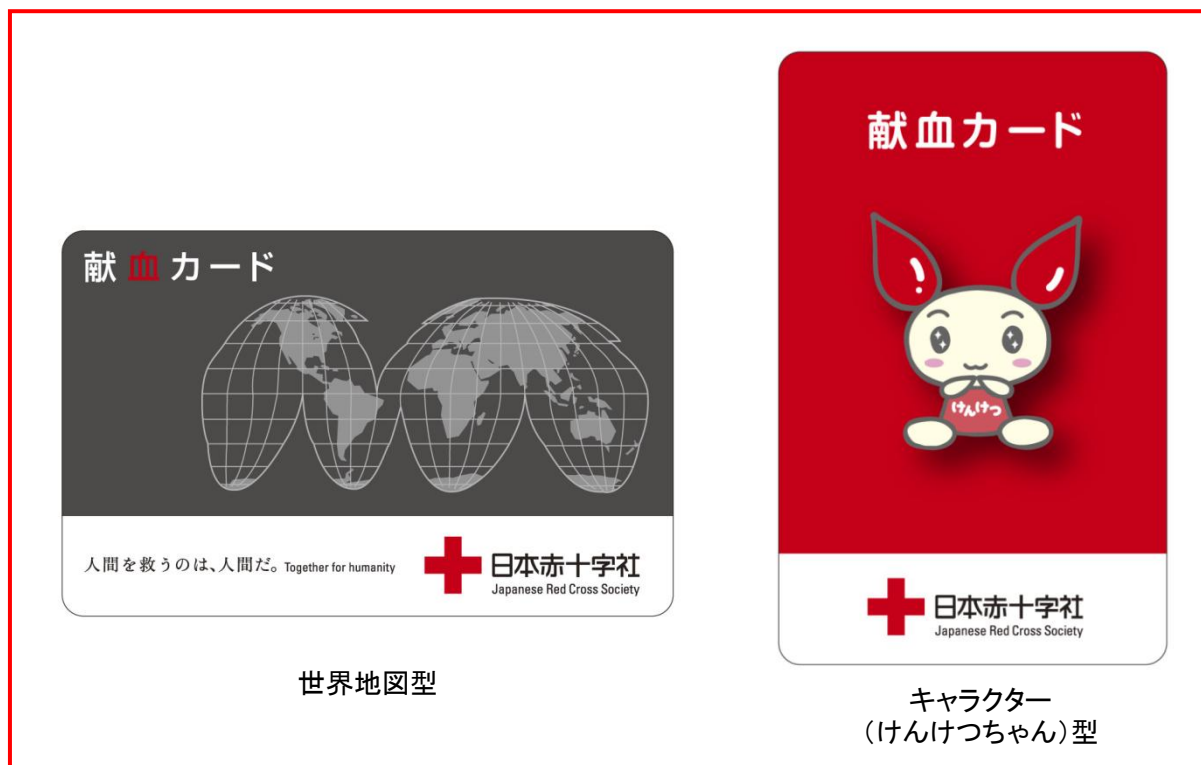 献血カード
人間を救うのは、人間だ。 Together for humanity
日本赤十字社
Japanese Red Cross Society
世界地図型
献血カード
けんけつ
日本赤十字社
Japanese Red Cross Society
キャラクター
（けんけつちゃん）型